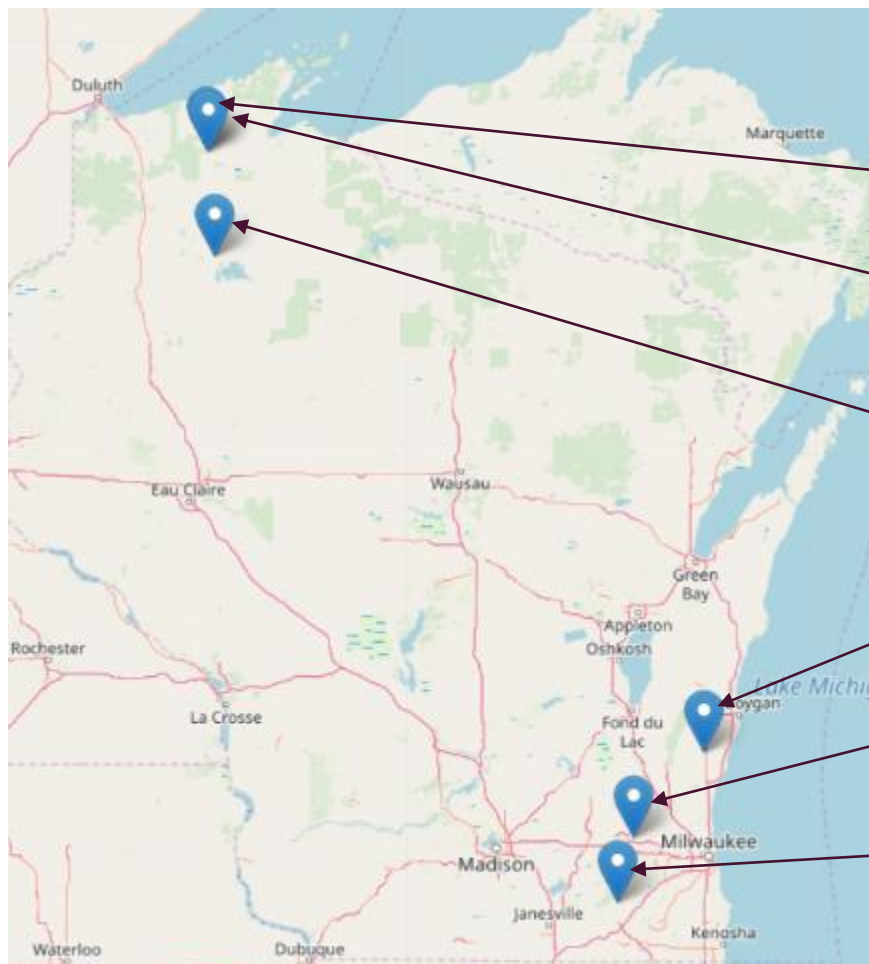 Duluth
Marquette
Eau Claire
Wausau
Green
Bay
Appleton
Oshkosh
Rochester
Lake Michig
oygan
La Crosse
Fond du
Lac
Milwaukee
Madison
Janesville
Kenosha
Waterloo
Dubuque